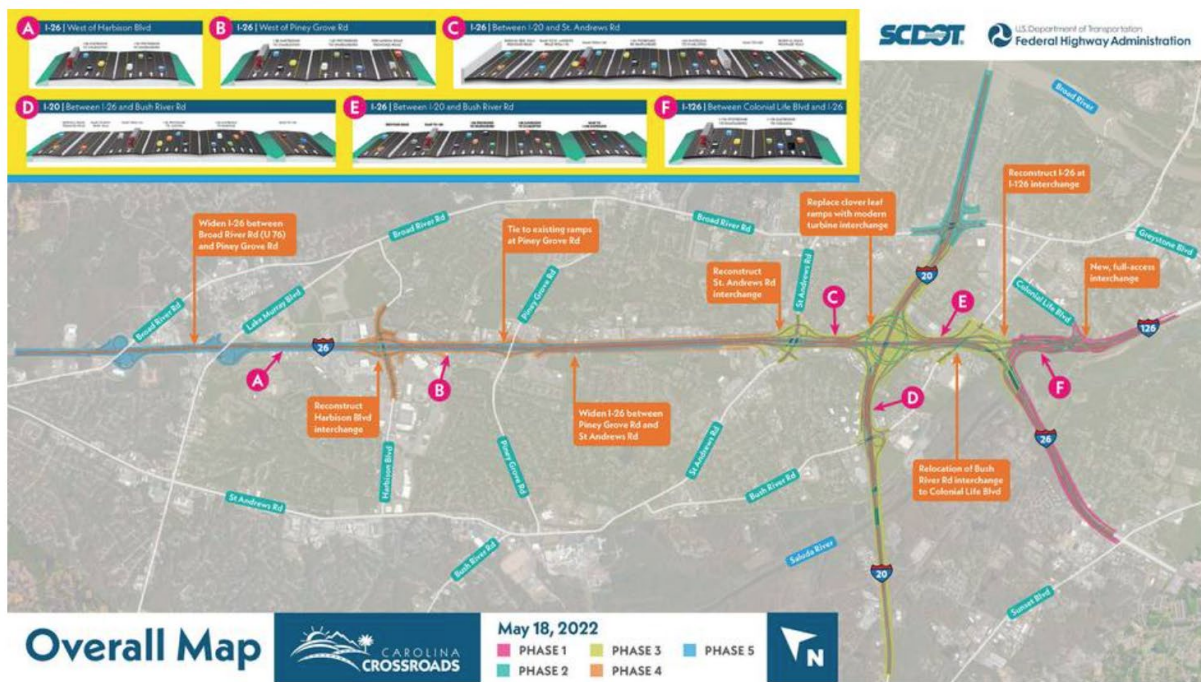 A I-26 | West of Harbison Blvd
B I-26 | West of Piney Grove Rd
C I-26 | Between I-20 and St. Andrews Rd
D I-20 | Between I-26 and Bush River Rd
E I-26 | Between I-20 and Bush River Rd
F I-126 | Between Colonial Life Blvd and I-26
SCDOT
U.S. Department of Transportation
Federal Highway Administration
Broad River
Widen I-26 between
Broad River Rd (U 76)
and Piney Grove Rd
Broad River Rd
Tie to existing ramps
at Piney Grove Rd
Broad River Rd
Replace clover leaf
ramps with modern
turbine interchange
Reconstruct I-26 at
I-126 interchange
Greystone Blvd
Reconstruct
St. Andrews Rd
interchange
St Andrews Rd
20
New, full-access
interchange
Colonial Life Blvd
Broad River Rd
Lake Murray Blvd
Piney Grove Rd
C
E
126
26
A
B
F
D
Reconstruct
Harbison Blvd
interchange
Widen I-26 between
Piney Grove Rd and
St Andrews Rd
26
Harbison Blvd
Piney Grove Rd
St Andrews Rd
Relocation of Bush
River Rd interchange
to Colonial Life Blvd
St Andrews Rd
Bush River Rd
Bush River Rd
Saluda River
20
Sunset Blvd
Overall Map
CAROLINA
CROSSROADS
May 18, 2022
PHASE 1
PHASE 3
PHASE 5
PHASE 2
PHASE 4
N